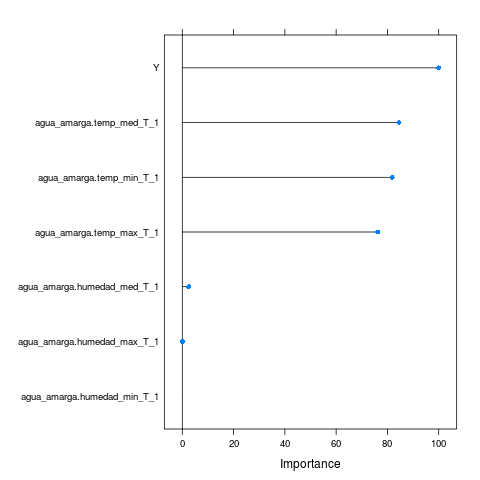 Y
agua_amarga.temp_med_T_1
agua_amarga.temp_min_T_1
agua_amarga.temp_max_T_1
agua_amarga.humedad_med_T_1
agua_amarga.humedad_max_T_1
agua_amarga.humedad_min_T_1
0 20 40 60 80 100
Importance